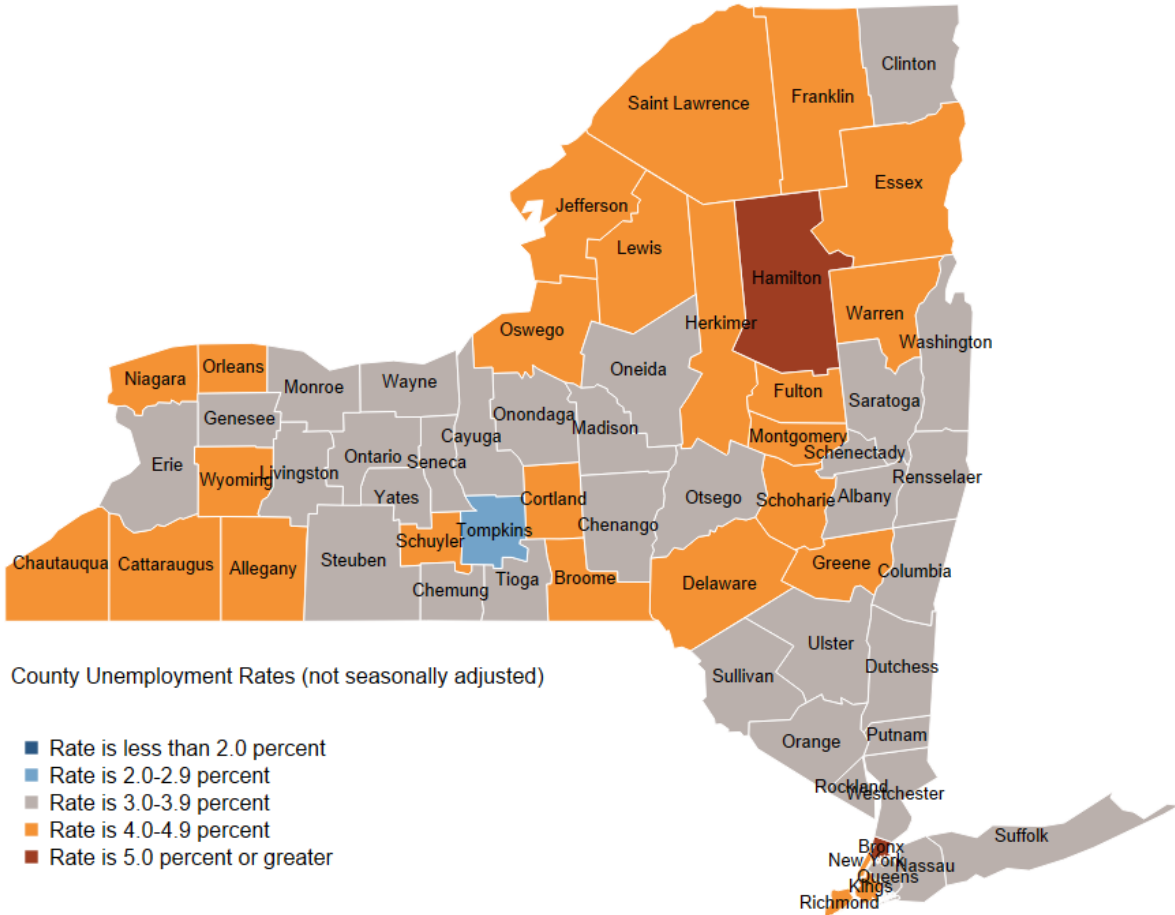 Clinton
Saint Lawrence
Franklin
Essex
Jefferson
Lewis
Hamilton
Warren
Herkimer
Oswego
Washington
Oneida
Orleans
Niagara
Monroe
Wayne
Fulton
Saratoga
Genesee
Onondaga
Madison
Cayuga
Montgomery
Schenectady
Erie
Ontario
Seneca
Livingston
Wyoming
Rensselaer
Yates
Cortland
Otsego
Schoharie
Albany
Chenango
Tompkins
Schuyler
Chautauqua
Cattaraugus
Allegany
Steuben
Greene
Columbia
Tioga
Broome
Delaware
Chemung
Ulster
Dutchess
Sullivan
County Unemployment Rates (not seasonally adjusted)
Putnam
Orange
Rate is less than 2.0 percent
Rate is 2.0-2.9 percent
Rate is 3.0-3.9 percent
Rate is 4.0-4.9 percent
Rate is 5.0 percent or greater
Rockland
Westchester
Suffolk
Bronx
New York
Nassau
Queens
Kings
Richmond